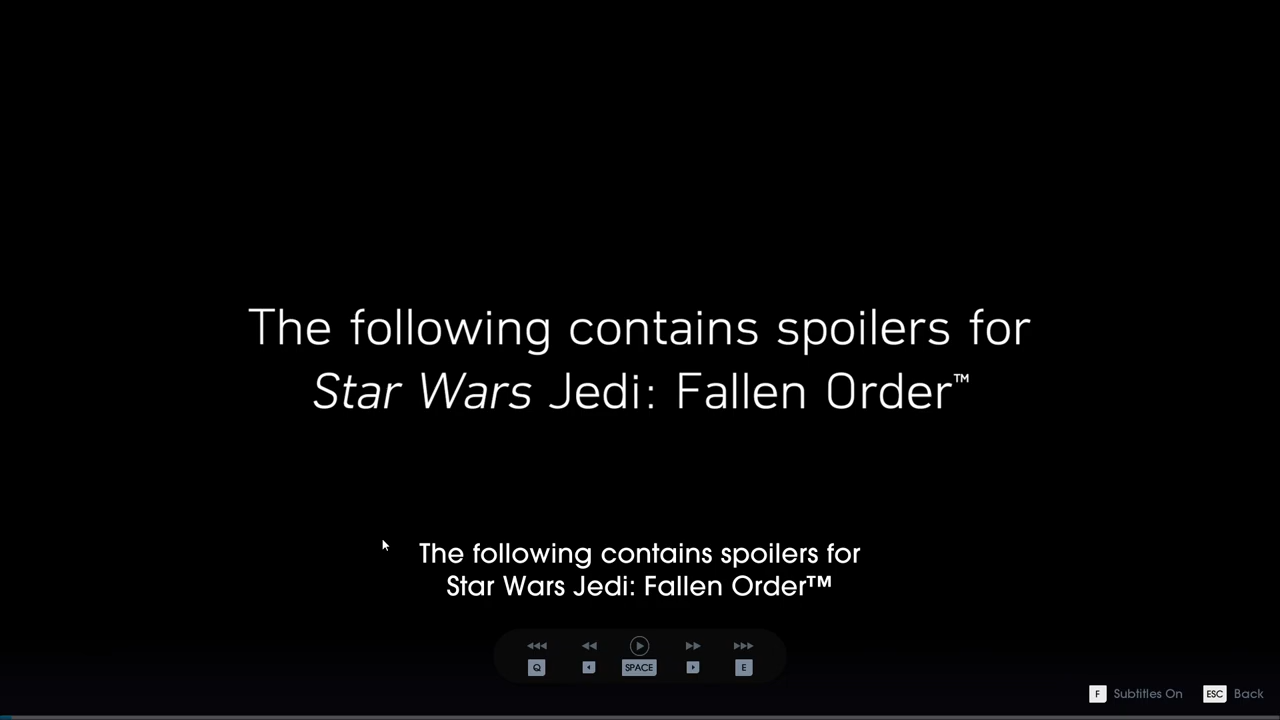 The following contains spoilers for
Star Wars Jedi: Fallen Order™
The following contains spoilers for
Star Wars Jedi: Fallen Order™
Q SPACE E
F Subtitles On ESC Back